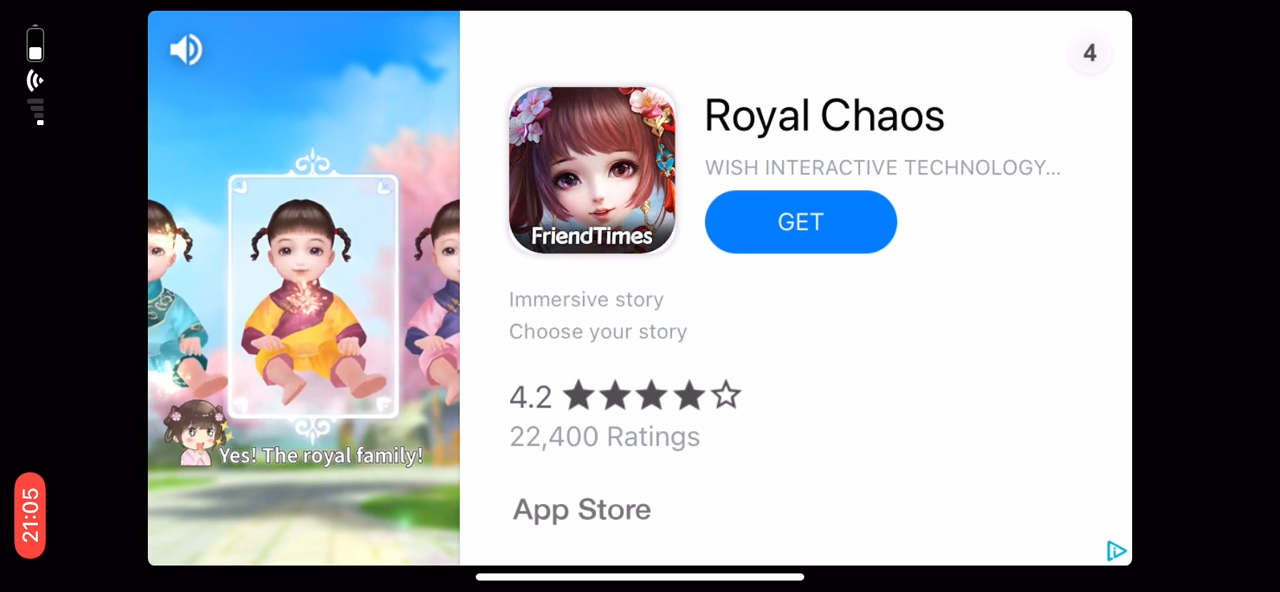 4
Royal Chaos
WISH INTERACTIVE TECHNOLOGY...
GET
FriendTimes
Immersive story
Choose your story
4.2
22,400 Ratings
Yes! The royal family!
App Store
21:05